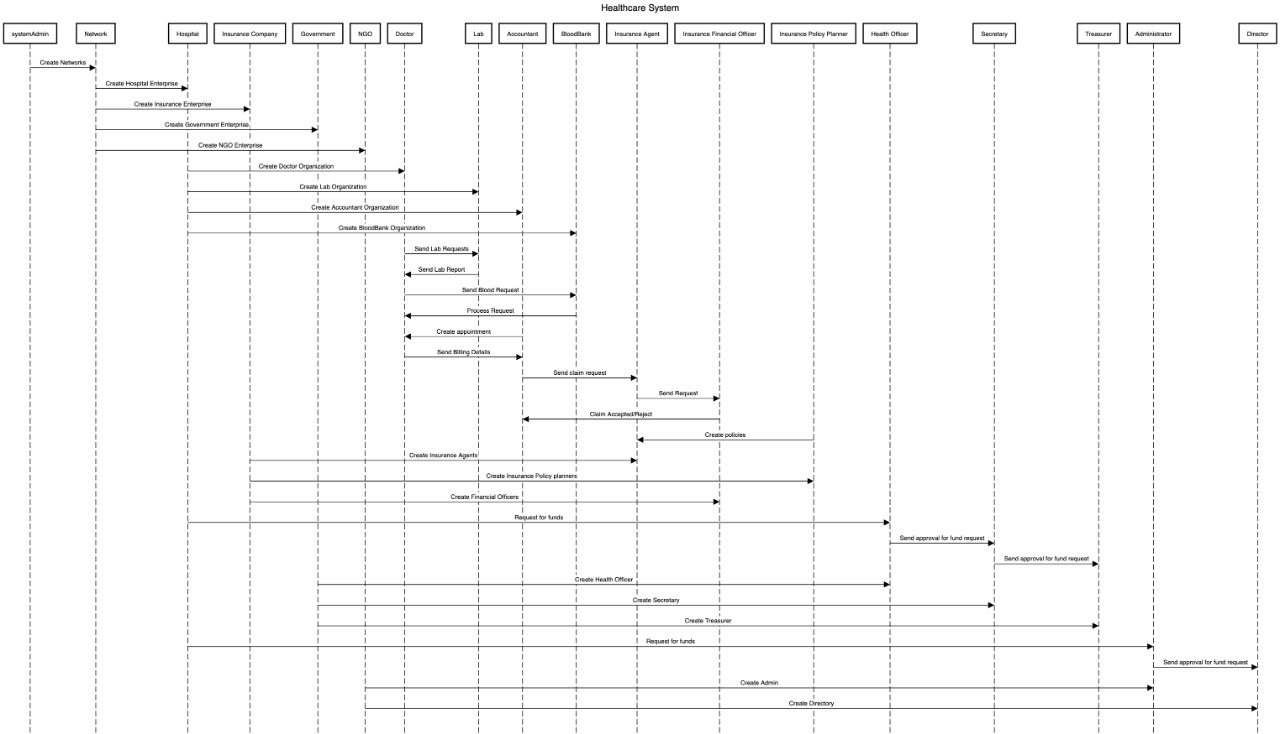 Healthcare System
systemAdmin Network Hospital Insurance Company Government NGO Doctor Lab Accountant BloodBank Insurance Agent Insurance Financial Officer Insurance Policy Planner Health Officer Secretary Treasurer Administrator Director
Create Networks
Create Hospital Enterprise
Create Insurance Enterprise
Create Government Enterprise
Create NGO Enterprise
Create Doctor Organization
Create Lab Organization
Create Accountant Organization
Create BloodBank Organization
Send Lab Requests
Send Lab Report
Send Blood Request
Process Request
Create appointment
Send Billing Details
Send claim request
Send Request
Claim Accepted/Reject
Create policies
Create Insurance Agents
Create Insurance Policy planners
Create Financial Officers
Request for funds
Send approval for fund request
Send approval for fund request
Create Health Officer
Create Secretary
Create Treasurer
Request for funds
Send approval for fund request
Create Admin
Create Directory